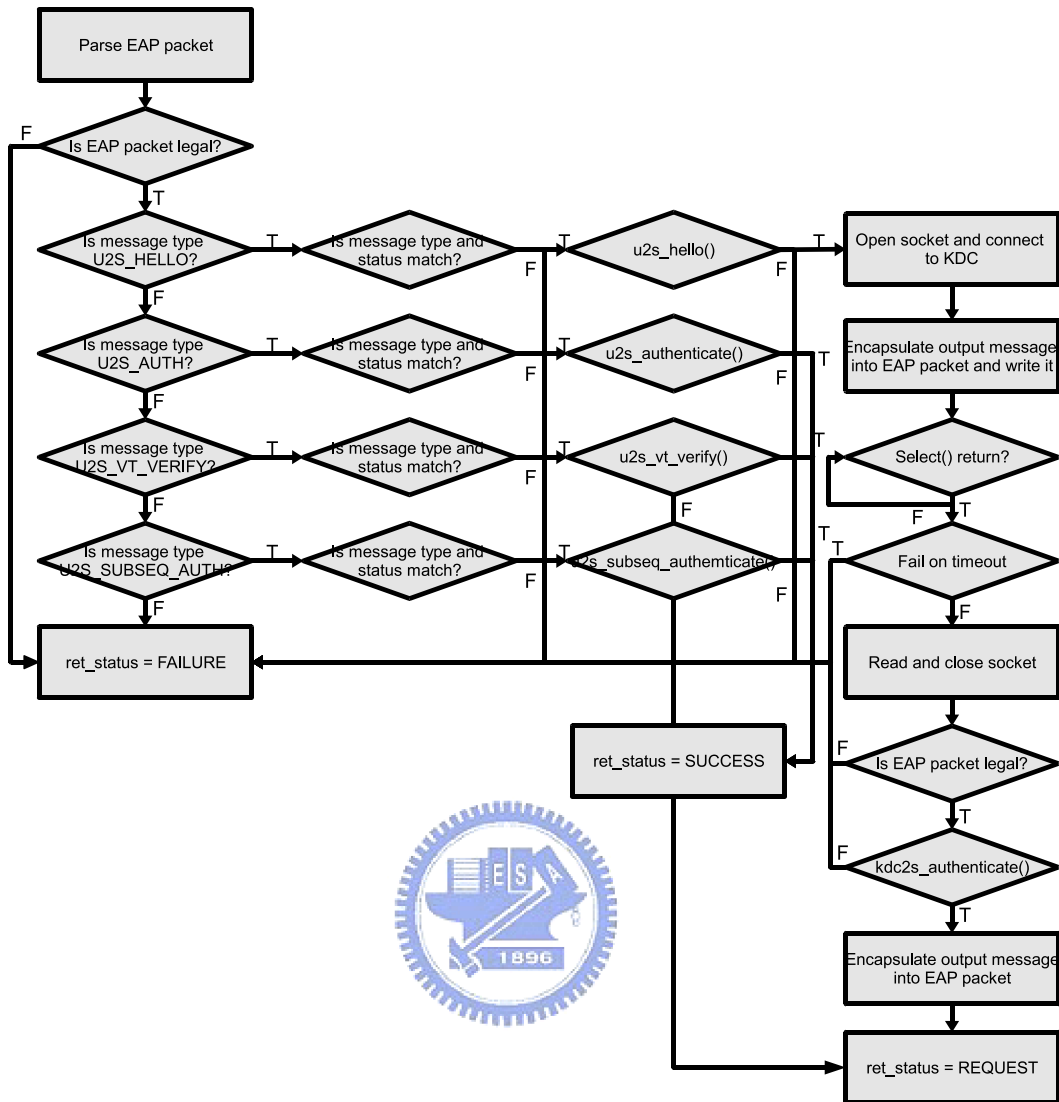 Parse EAP packet
F
Is EAP packet legal?
T
Is message type
U2S_HELLO?
T
Is message type and
status match?
T
F
u2s_hello()
T
F
Open socket and connect
to KDC
F
Is message type
U2S_AUTH?
T
Is message type and
status match?
T
F
u2s_authenticate()
T
F
Encapsulate output message
into EAP packet and write it
F
Is message type
U2S_VT_VERIFY?
T
Is message type and
status match?
T
F
u2s_vt_verify()
T
Select() return?
F
T
F
F
Is message type
U2S_SUBSEQ_AUTH?
T
Is message type and
status match?
T
F
u2s_subseq_authemticate()
T
F
T
Fail on timeout
F
F
ret_status = FAILURE
Read and close socket
ret_status = SUCCESS
F
Is EAP packet legal?
T
F
kdc2s_authenticate()
T
E S A
1896
Encapsulate output message
into EAP packet
ret_status = REQUEST